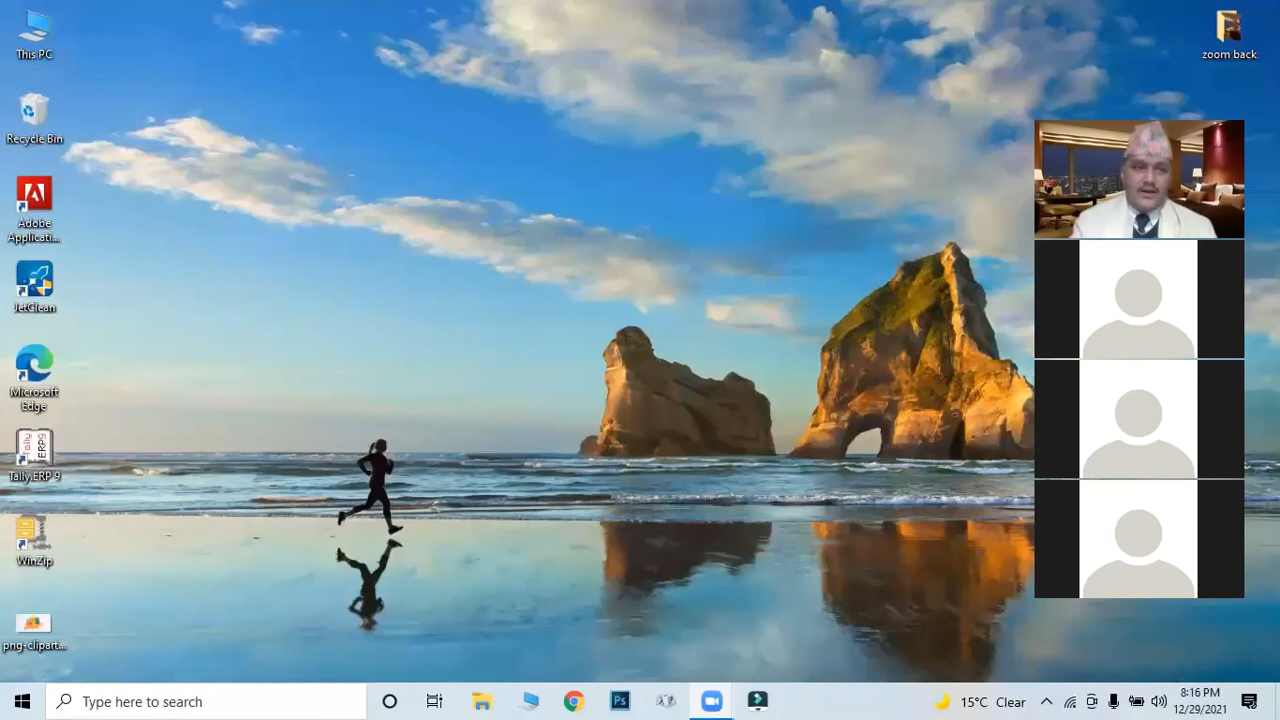 This PC
zoom back
Recycle Bin
Adobe
Applicati...
JetClean
Microsoft
Edge
Tally.ERP 9
WinZip
png-clipart...
Type here to search
Ps
15°C Clear
8:16 PM
12/29/2021